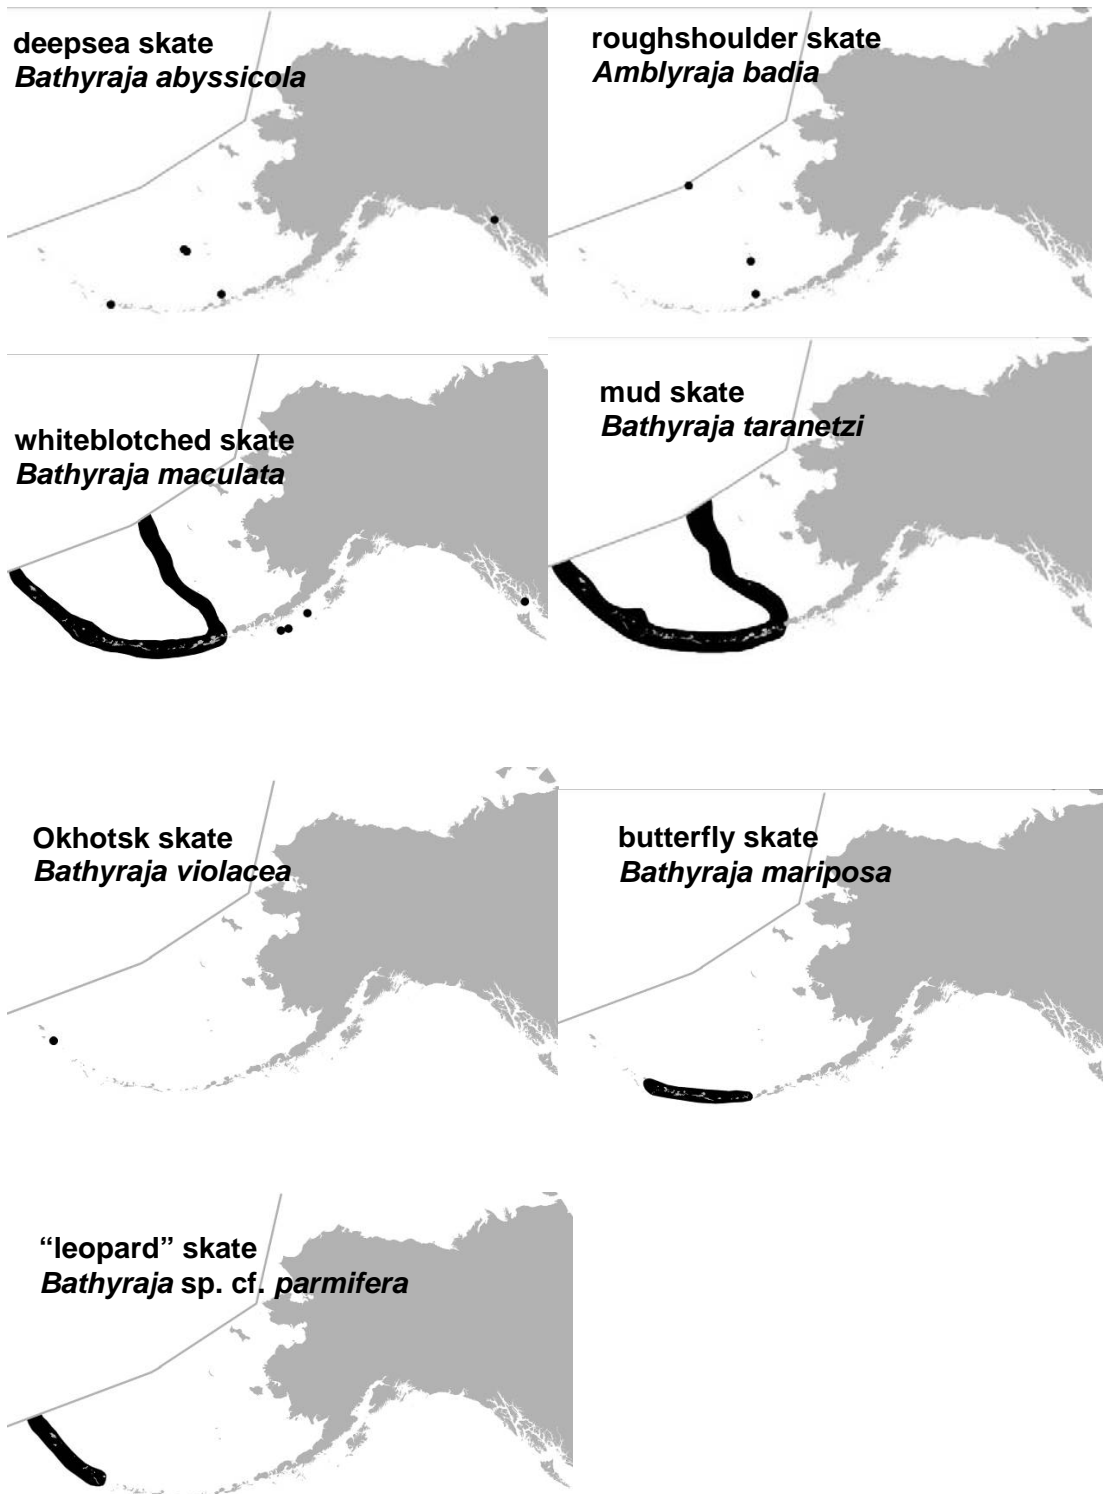 deepsea skate
Bathyraja abyssicola
roughshoulder skate
Amblyraja badia
whiteblotched skate
Bathyraja maculata
mud skate
Bathyraja taranetzi
Okhotsk skate
Bathyraja violacea
butterfly skate
Bathyraja mariposa
“leopard” skate
Bathyraja sp. cf. parmifera